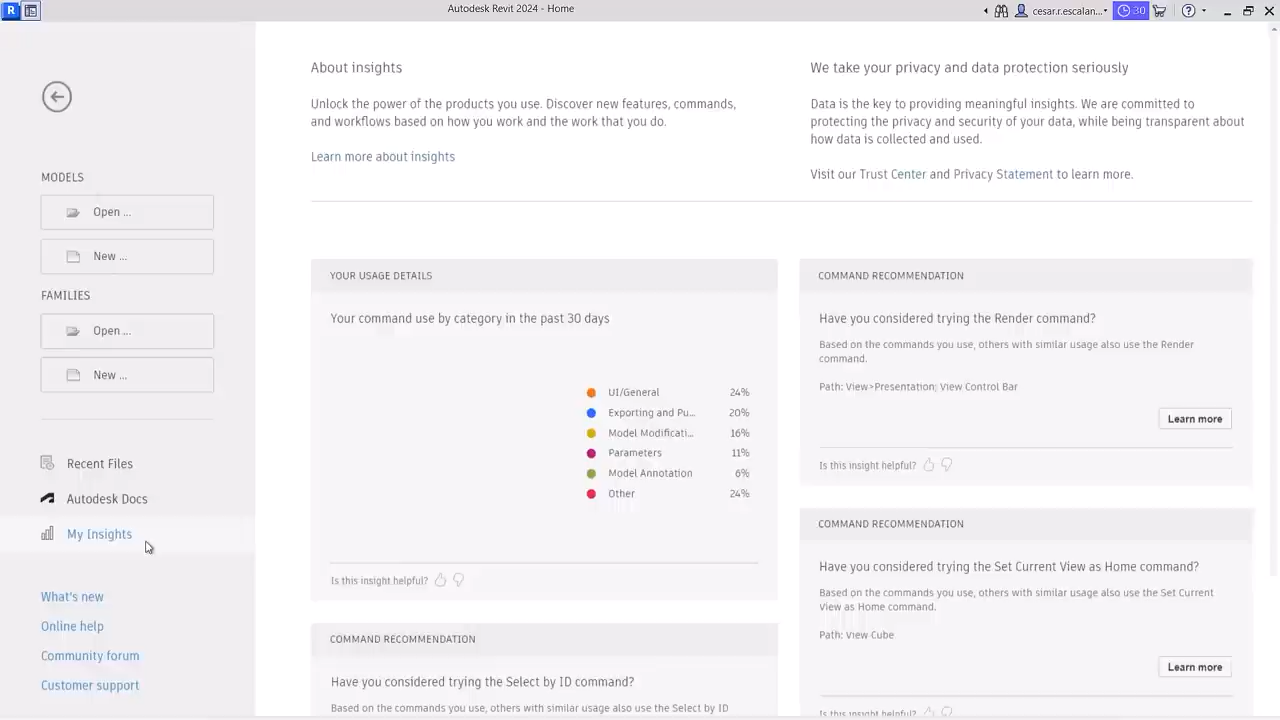 R
Autodesk Revit 2024 - Home
cesar.r.escalan...
30
MODELS
Open ...
New ...
FAMILIES
Open ...
New ...
Recent Files
Autodesk Docs
My Insights
What's new
Online help
Community forum
Customer support
About insights
Unlock the power of the products you use. Discover new features, commands,
and workflows based on how you work and the work that you do.
Learn more about insights
We take your privacy and data protection seriously
Data is the key to providing meaningful insights. We are committed to
protecting the privacy and security of your data, while being transparent about
how data is collected and used.
Visit our Trust Center and Privacy Statement to learn more.
YOUR USAGE DETAILS
Your command use by category in the past 30 days
UI/General 24%
Exporting and Pu... 20%
Model Modificati... 16%
Parameters 11%
Model Annotation 6%
Other 24%
Is this insight helpful?
COMMAND RECOMMENDATION
Have you considered trying the Select by ID command?
Based on the commands you use, others with similar usage also use the Select by ID
COMMAND RECOMMENDATION
Have you considered trying the Render command?
Based on the commands you use, others with similar usage also use the Render
command.
Path: View>Presentation; View Control Bar
Learn more
Is this insight helpful?
COMMAND RECOMMENDATION
Have you considered trying the Set Current View as Home command?
Based on the commands you use, others with similar usage also use the Set Current
View as Home command.
Path: View Cube
Learn more
Is this insight helpful?